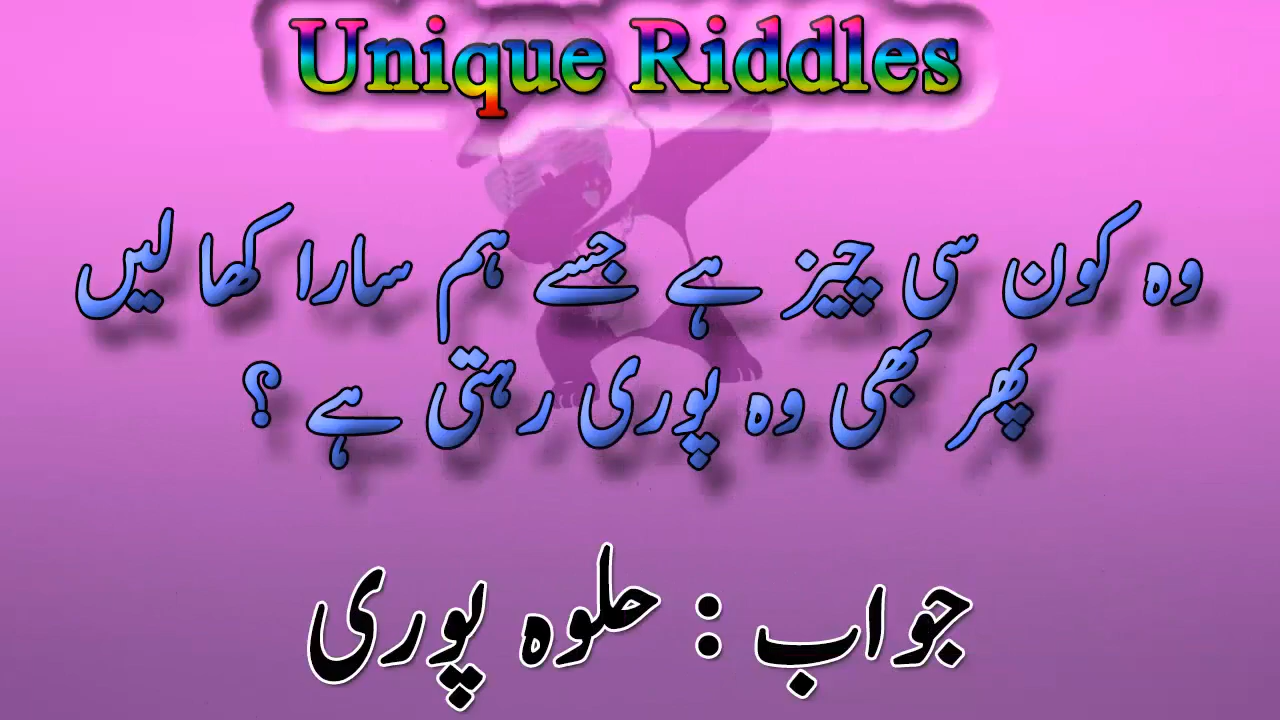 Unique Riddles
وہ کون سی چیز ہے جسے ہم سارا کھا لیں
پھر بھی وہ پوری رہتی ہے ؟
جواب : حلوہ پوری